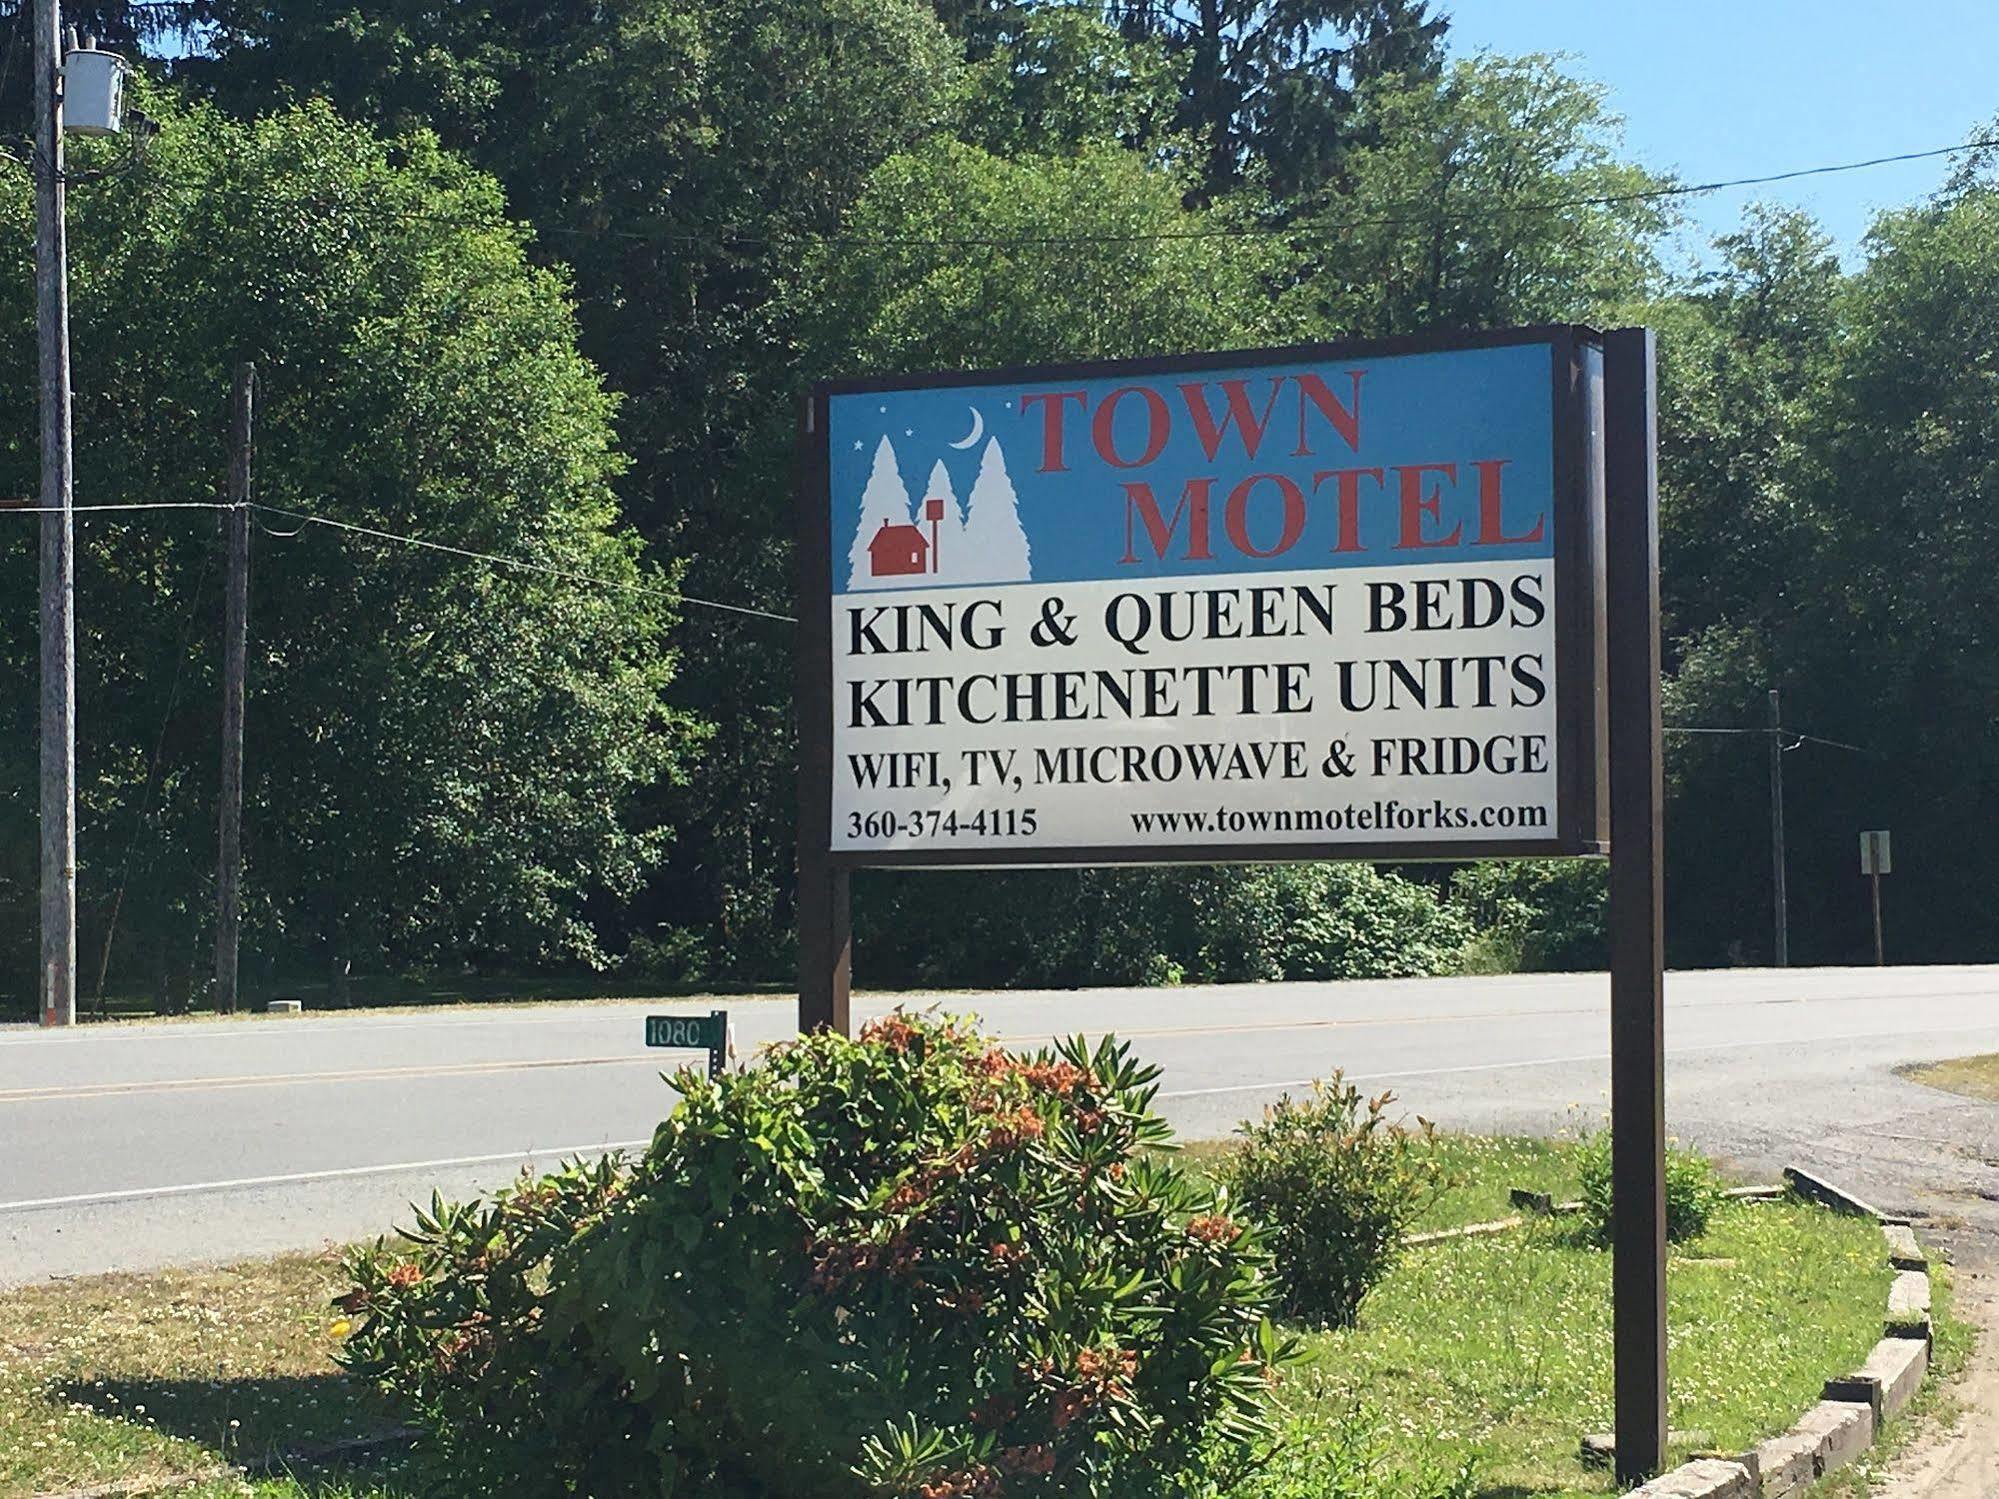 TOWN
MOTEL
KING & QUEEN BEDS
KITCHENETTE UNITS
WIFI, TV, MICROWAVE & FRIDGE
360-374-4115 www.townmotelforks.com
1080